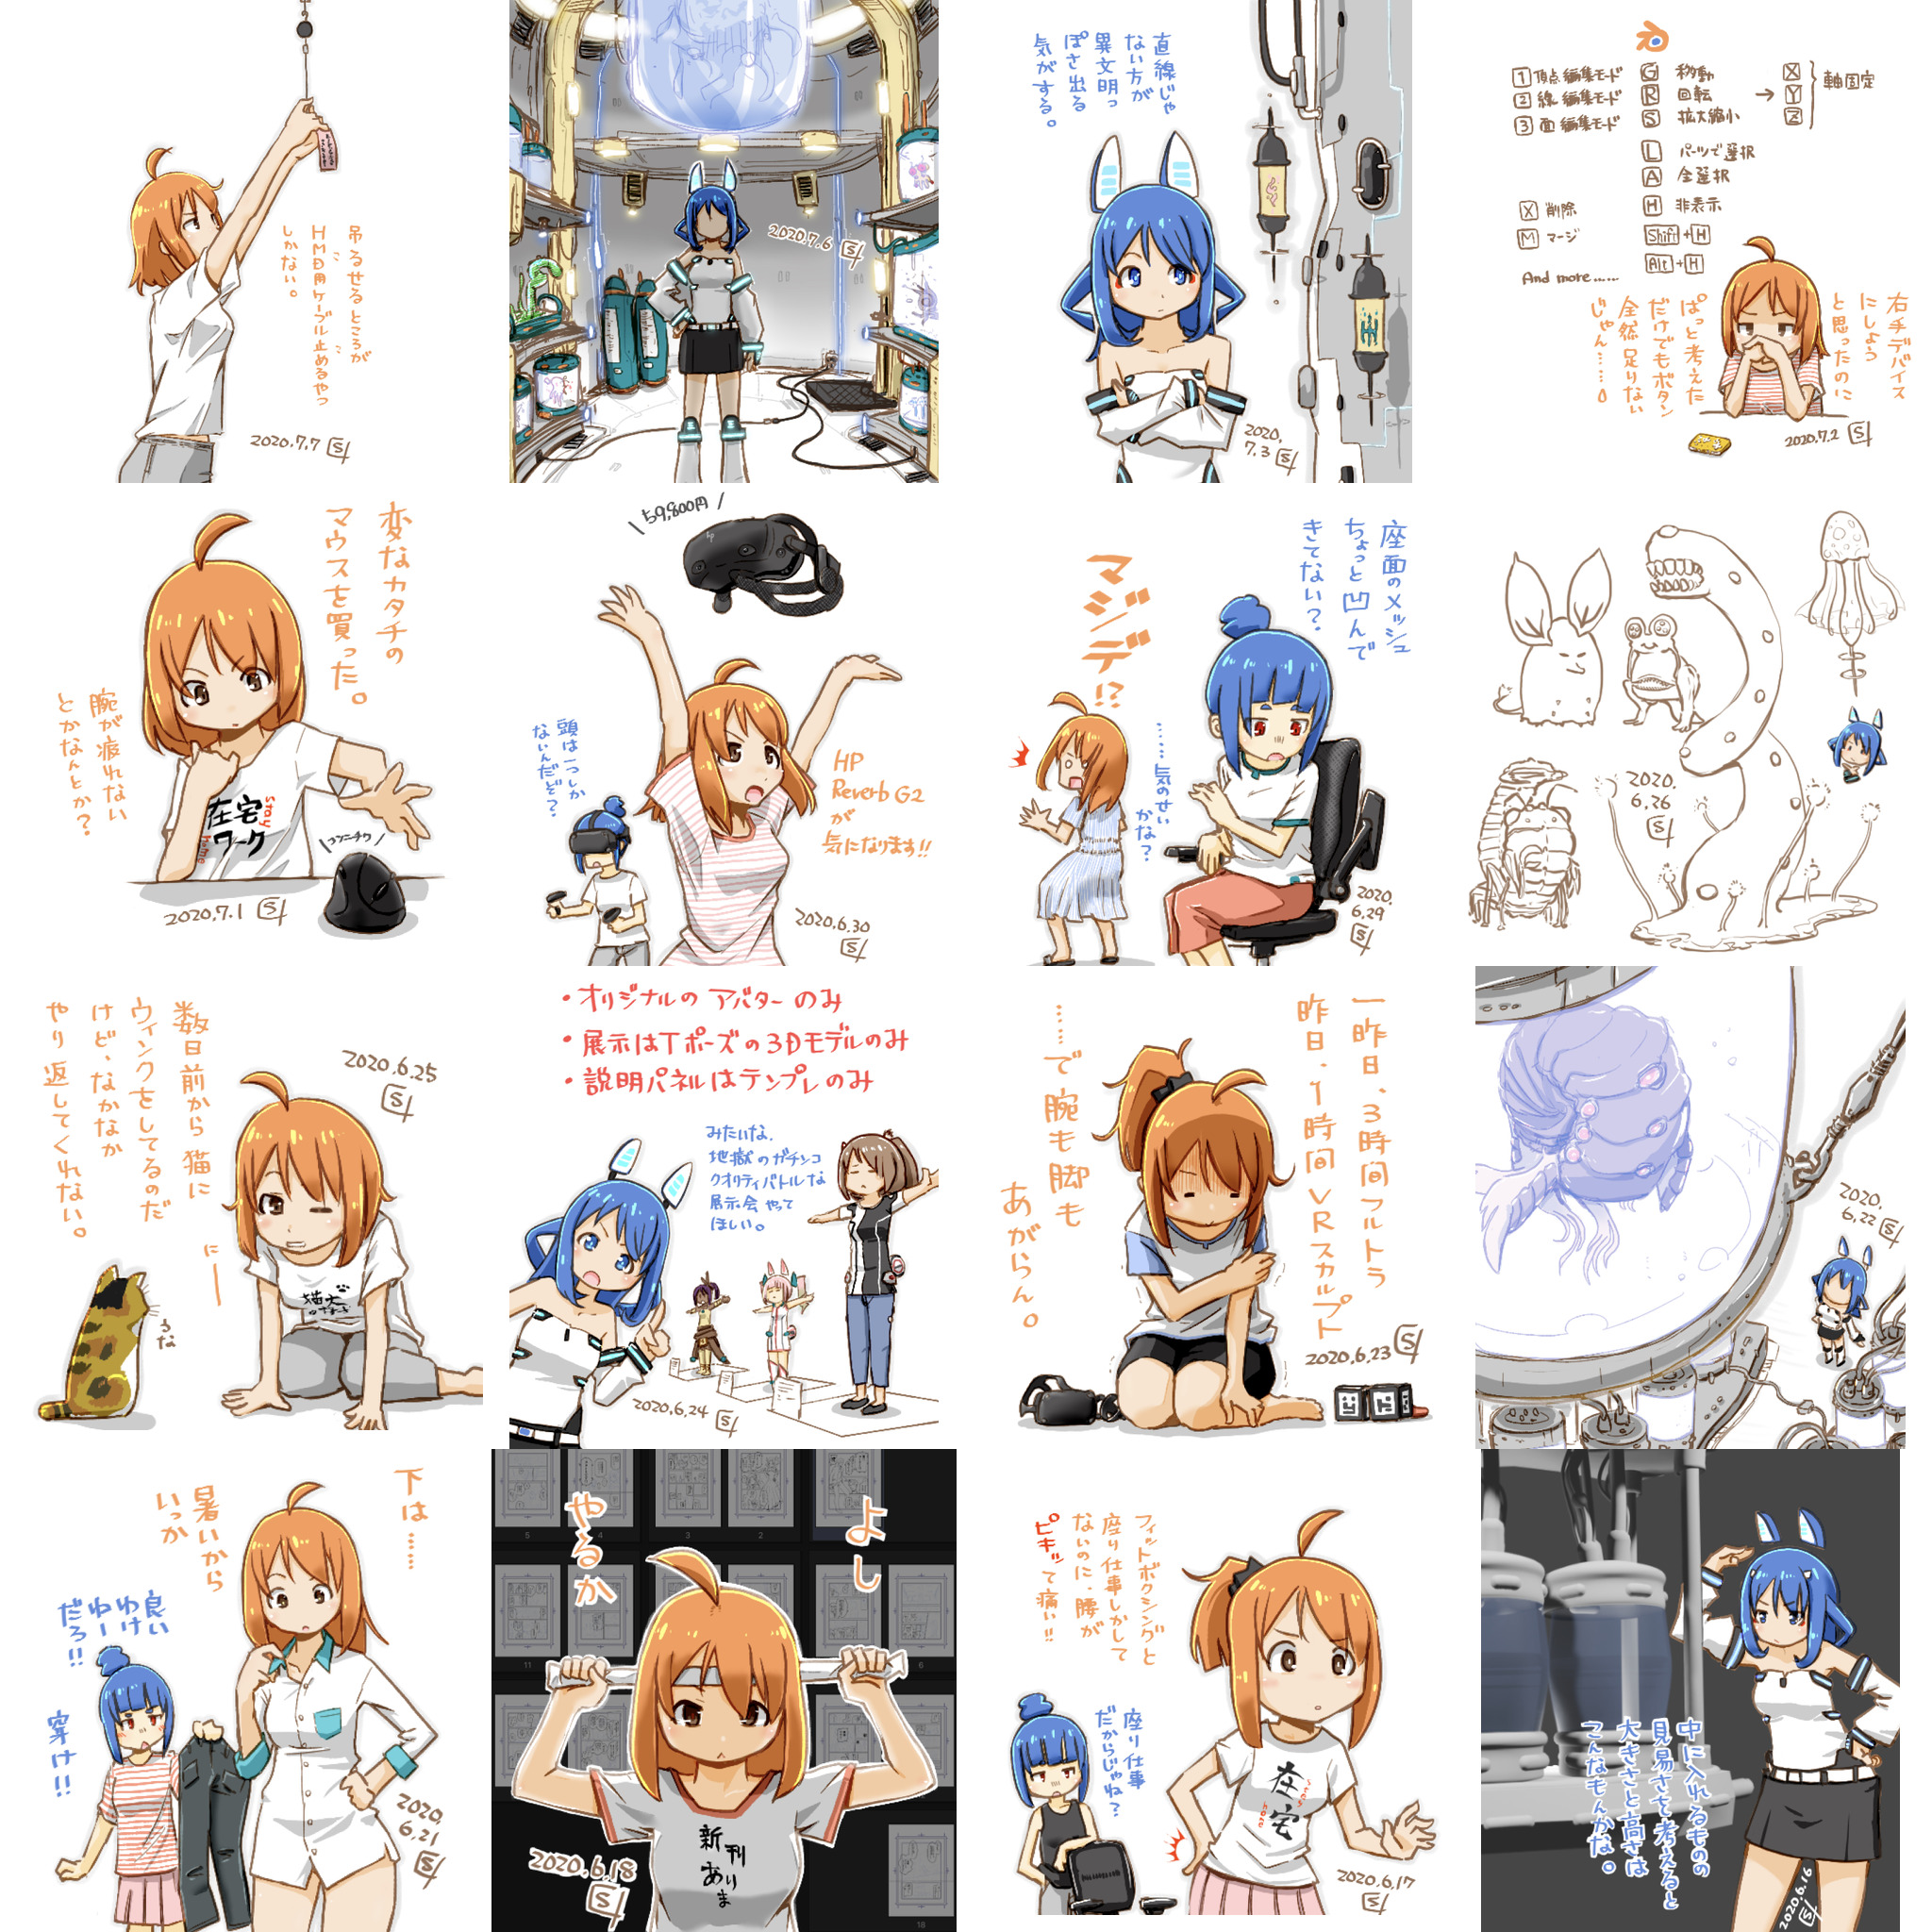 吊るせるところが
HMD用ケーブル止めるやつ
しかない。
2020.7.7
2020.7.6
直線じゃ
ない方が
異文明っ
ぽさ出る
気がする。
2020.
7.3
1 頂点編集モード
2 線編集モード
3 面編集モード
G 移動
R 回転
S 拡大縮小
→
X
Y
Z
軸固定
L パーツで選択
A 全選択
H 非表示
Shift+H
Alt+H
X 削除
M マージ
And more......
右手デバイス
にしよう
と思ったのに
ぱっと考えた
だけでもボタン
全然足りない
じゃん……。
2020.7.2
変なカタチの
マウスを買った。
腕が疲れない
とかなんとか?
在宅
ワーク
Stay
home
コンニチワ
2020.7.1
59,800円
hp
頭は一つしか
ないんだぞ?
HP
Reverb G2
が
気になります!!
2020.6.30
座面のメッシュ
ちょっと凹んで
きてない?
マジデ!?
……気のせい
かな?
2020.
6.29
2020.
6.26
数日前から猫に
ウィンクをしてるのだ
けど、なかなか
やり返してくれない。
にー
うな
2020.6.25
・オリジナルのアバターのみ
・展示はTポーズの3Dモデルのみ
・説明パネルはテンプレのみ
みたいな、
地獄のガチンコ
クオリティバトルな
展示会やって
ほしい。
2020.6.24
一昨日、3時間フルトラ
昨日、1時間VRスカルプト
……で腕も脚も
あがらん。
2020.6.23
2020.
6.22
下は……
暑いから
いっか
良い
わけ
ねー
だろ!!
穿け!!
2020.
6.21
よし
やるか
5
4
3
2
11
6
18
新刊
あります
2020.6.18
フィットボクシングと
座り仕事しかして
ないのに、腰が
ピキッて痛い!!
座り仕事
だからじゃね?
在宅
2020.6.17
中に入れるものの
見易さを考えると
大きさと高さは
こんなもんかな。
2020.6.16